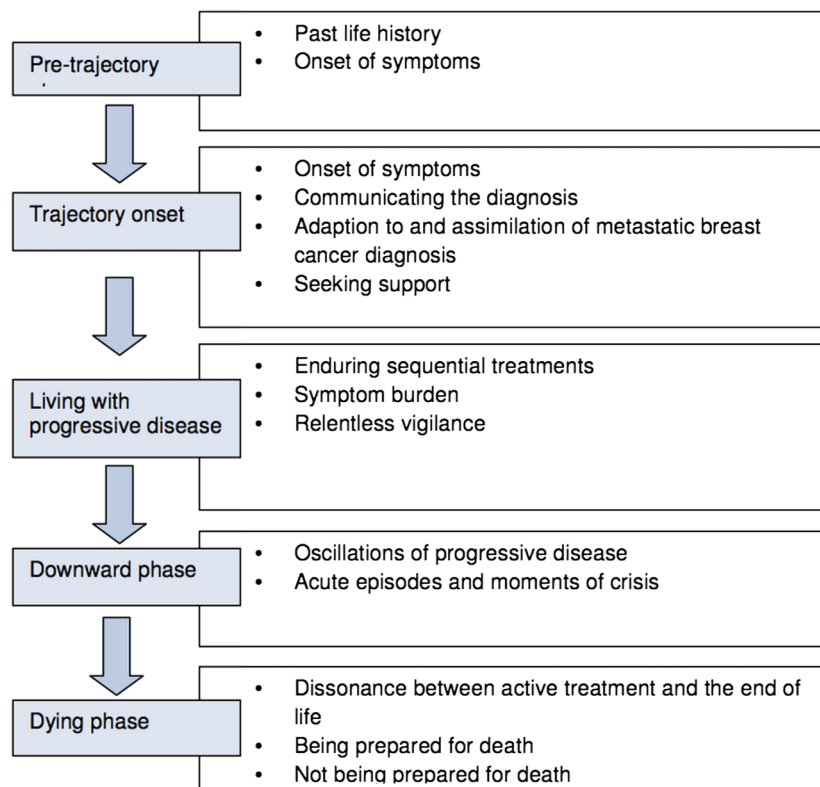 Pre-trajectory
• Past life history
• Onset of symptoms
Trajectory onset
• Onset of symptoms
• Communicating the diagnosis
• Adaption to and assimilation of metastatic breast
cancer diagnosis
• Seeking support
Living with
progressive disease
• Enduring sequential treatments
• Symptom burden
• Relentless vigilance
Downward phase
• Oscillations of progressive disease
• Acute episodes and moments of crisis
Dying phase
• Dissonance between active treatment and the end of
life
• Being prepared for death
• Not being prepared for death